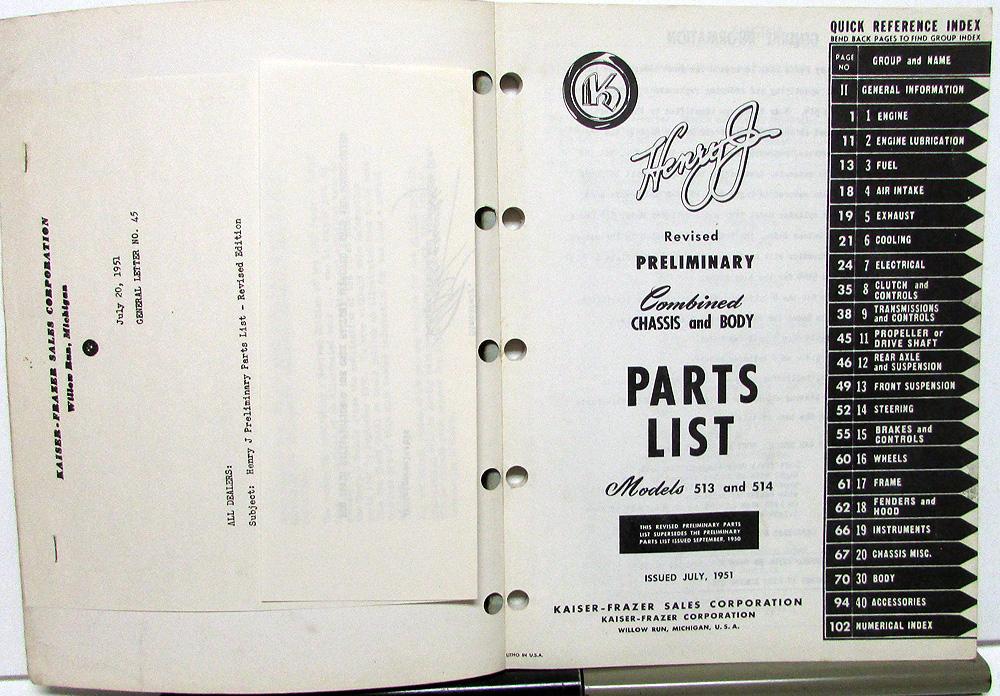 KAISER-FRAZER SALES CORPORATION
Willow Run, Michigan
July 20, 1951
GENERAL LETTER NO. 45
ALL DEALERS:
Subject: Henry J Preliminary Parts List - Revised Edition
K
Henry J
Revised
PRELIMINARY
Combined
CHASSIS and BODY
PARTS
LIST
Models 513 and 514
THIS REVISED PRELIMINARY PARTS
LIST SUPERSEDES THE PRELIMINARY
PARTS LIST ISSUED SEPTEMBER, 1950
ISSUED JULY, 1951
KAISER-FRAZER SALES CORPORATION
KAISER-FRAZER CORPORATION
WILLOW RUN, MICHIGAN, U. S. A.
LITHO IN U.S.A.
QUICK REFERENCE INDEX
BEND BACK PAGES TO FIND GROUP INDEX
PAGE NO GROUP and NAME
II GENERAL INFORMATION
1 1 ENGINE
11 2 ENGINE LUBRICATION
13 3 FUEL
18 4 AIR INTAKE
19 5 EXHAUST
21 6 COOLING
24 7 ELECTRICAL
35 8 CLUTCH and CONTROLS
38 9 TRANSMISSIONS and CONTROLS
45 11 PROPELLER or DRIVE SHAFT
46 12 REAR AXLE and SUSPENSION
49 13 FRONT SUSPENSION
52 14 STEERING
55 15 BRAKES and CONTROLS
60 16 WHEELS
61 17 FRAME
62 18 FENDERS and HOOD
66 19 INSTRUMENTS
67 20 CHASSIS MISC.
70 30 BODY
94 40 ACCESSORIES
102 NUMERICAL INDEX